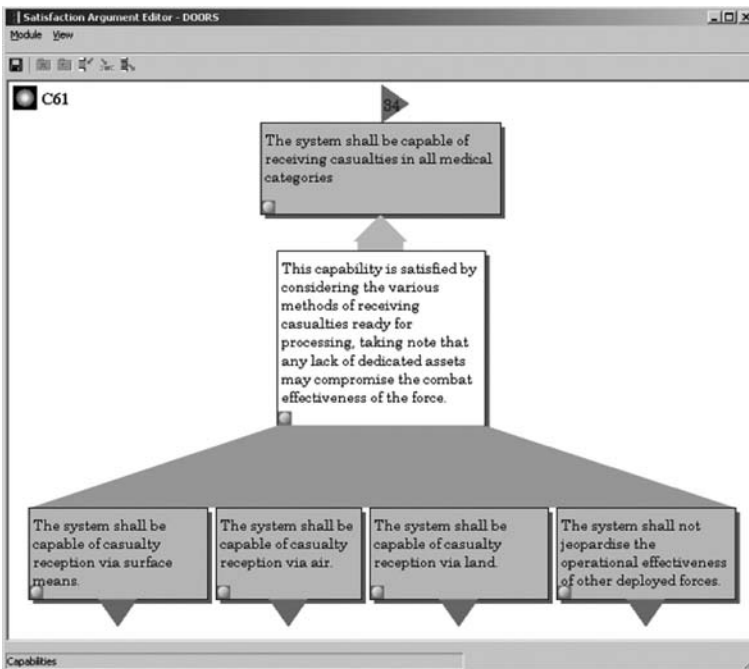 Satisfaction Argument Editor - DOORS
Module View
C61
34
The system shall be capable of
receiving casualties in all medical
categories
This capability is satisfied by
considering the various
methods of receiving
casualties ready for
processing, taking note that
any lack of dedicated assets
may compromise the combat
effectiveness of the force.
The system shall be
capable of casualty
reception via surface
means.
The system shall be
capable of casualty
reception via air.
The system shall be
capable of casualty
reception via land.
The system shall not
jeopardise the
operational effectiveness
of other deployed forces.
Capabilities